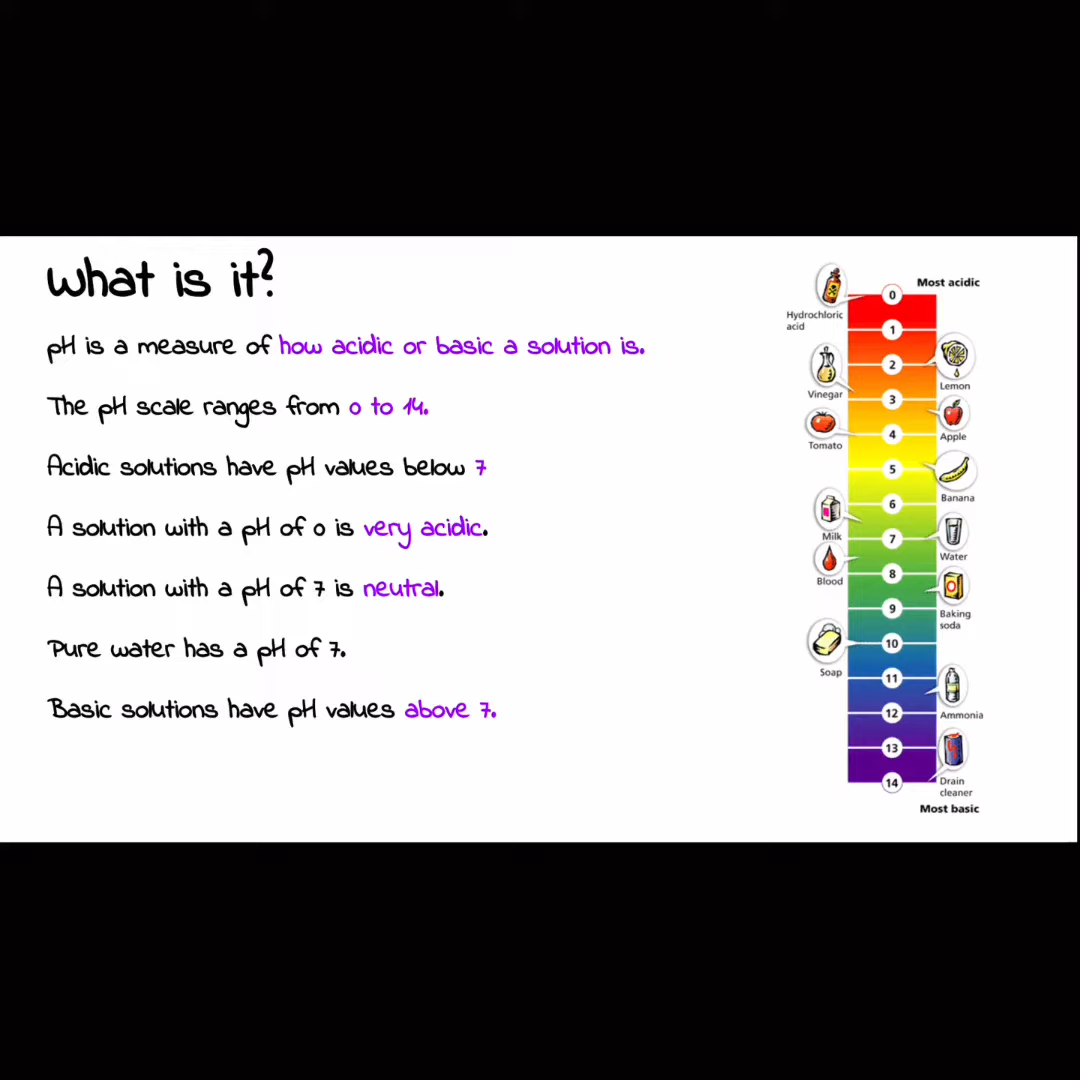 What is it?
pH is a measure of how acidic or basic a solution is.
The pH scale ranges from 0 to 14.
Acidic solutions have pH values below 7
A solution with a pH of 0 is very acidic.
A solution with a pH of 7 is neutral.
Pure water has a pH of 7.
Basic solutions have pH values above 7.
Most acidic
0
Hydrochloric
acid
1
2
Lemon
Vinegar
3
Apple
4
Tomato
5
Banana
6
Milk
7
Water
Blood
8
Baking
soda
9
10
Soap
11
Ammonia
12
13
Drain
cleaner
14
Most basic